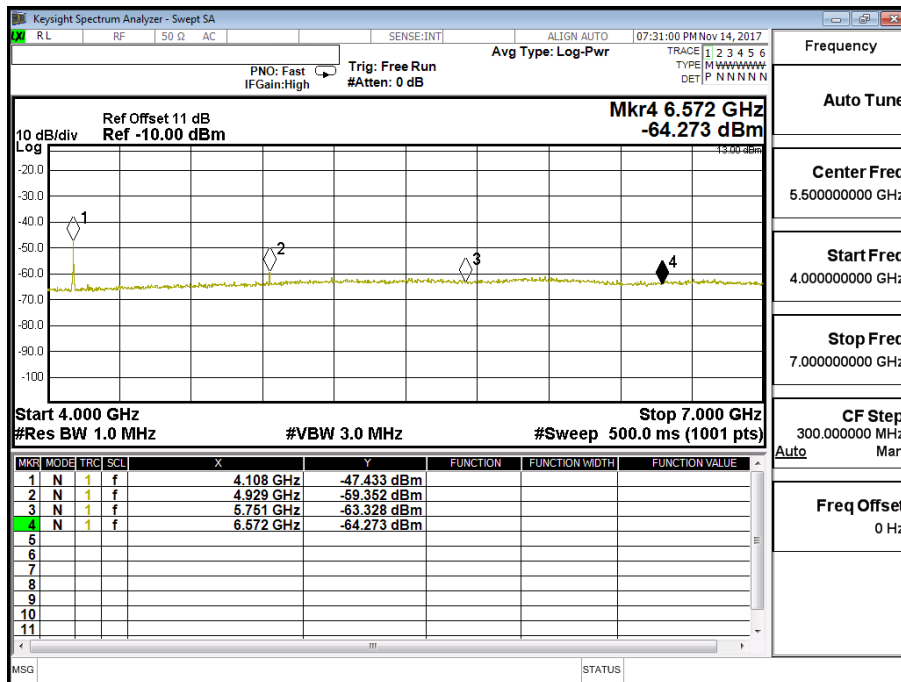 Keysight Spectrum Analyzer - Swept SA
LXI RL RF 50 Ω AC SENSE:INT ALIGN AUTO 07:31:00 PM Nov 14, 2017
Frequency
PNO: Fast
IFGain:High
Trig: Free Run
#Atten: 0 dB
Avg Type: Log-Pwr
TRACE 1 2 3 4 5 6
TYPE M WWWWW
DET P N N N N N
Auto Tune
Mkr4 6.572 GHz
-64.273 dBm
Ref Offset 11 dB
10 dB/div Ref -10.00 dBm
Log
-13.00 dBm
-20.0
-30.0
-40.0
-50.0
-60.0
-70.0
-80.0
-90.0
-100
1
2
3
4
Center Freq
5.500000000 GHz
Start Freq
4.000000000 GHz
Stop Freq
7.000000000 GHz
CF Step
300.000000 MHz
Auto Man
Freq Offset
0 Hz
Start 4.000 GHz Stop 7.000 GHz
#Res BW 1.0 MHz #VBW 3.0 MHz #Sweep 500.0 ms (1001 pts)
MKR MODE TRC SCL X Y FUNCTION FUNCTION WIDTH FUNCTION VALUE
1 N 1 f 4.108 GHz -47.433 dBm
2 N 1 f 4.929 GHz -59.352 dBm
3 N 1 f 5.751 GHz -63.328 dBm
4 N 1 f 6.572 GHz -64.273 dBm
5
6
7
8
9
10
11
MSG STATUS